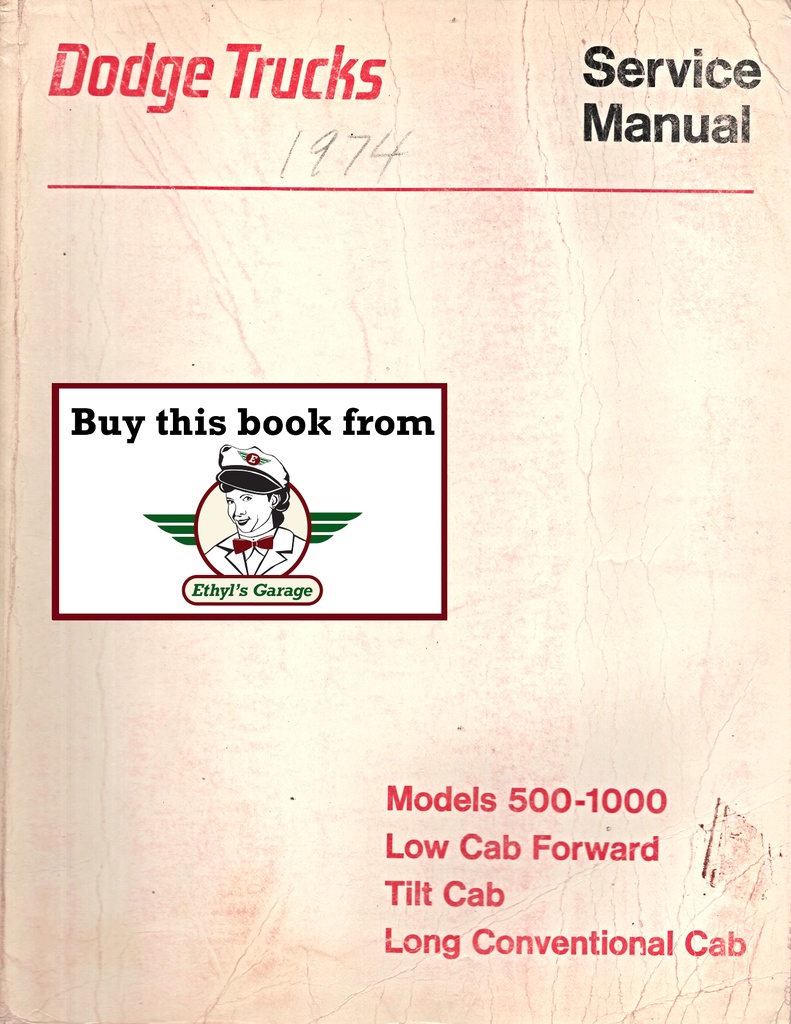 Dodge Trucks
Service
Manual
1974
Buy this book from
E
Ethyl's Garage
Models 500-1000
Low Cab Forward
Tilt Cab
Long Conventional Cab